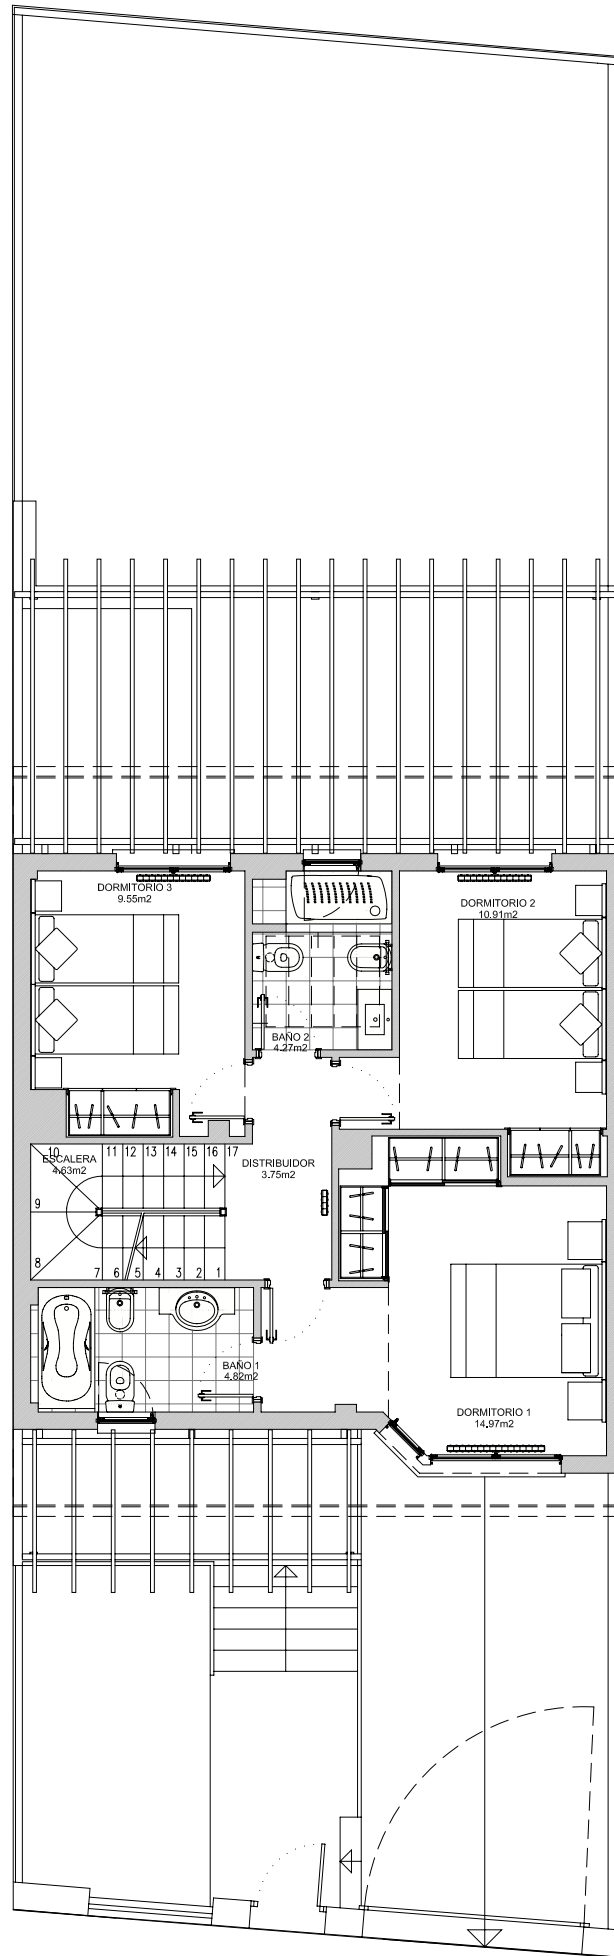 DORMITORIO 3
9.55m2
DORMITORIO 2
10.91m2
BAÑO 2
4.27m2
ESCALERA
4.63m2
10 11 12 13 14 15 16 17
DISTRIBUIDOR
3.75m2
9
8
7 6 5 4 3 2 1
BAÑO 1
4.82m2
DORMITORIO 1
14.97m2